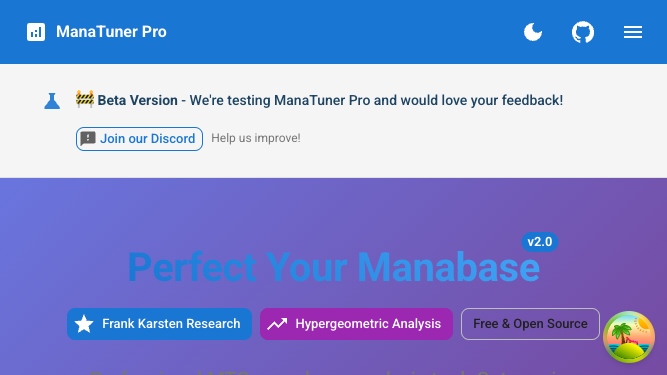 ManaTuner Pro
🚧 Beta Version - We're testing ManaTuner Pro and would love your feedback!
Join our Discord Help us improve!
v2.0
Perfect Your Manabase
Frank Karsten Research Hypergeometric Analysis Free & Open Source